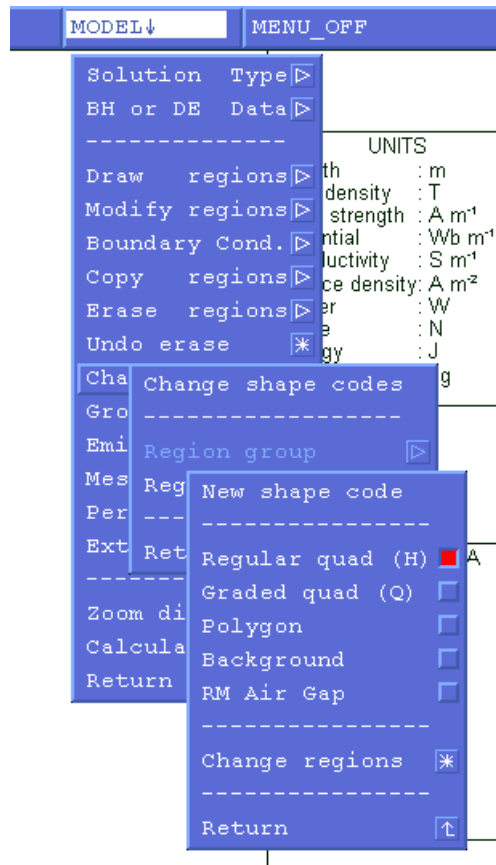 MODEL↓ MENU_OFF
Solution Type
BH or DE Data
--------------
Draw regions
Modify regions
Boundary Cond.
Copy regions
Erase regions
Undo erase *
Cha
Gro
Emi
Mes
Per
Ext
Zoom di
Calcula
Return
UNITS
th : m
density : T
strength : A m⁻¹
ntial : Wb m⁻¹
luctivity : S m⁻¹
ce density: A m⁻²
er : W
e : N
gy : J
g
Change shape codes
------------------
Region group
Reg
Ret
New shape code
----------------
Regular quad (H)
Graded quad (Q)
Polygon
Background
RM Air Gap
----------------
Change regions *
----------------
Return ↑
A